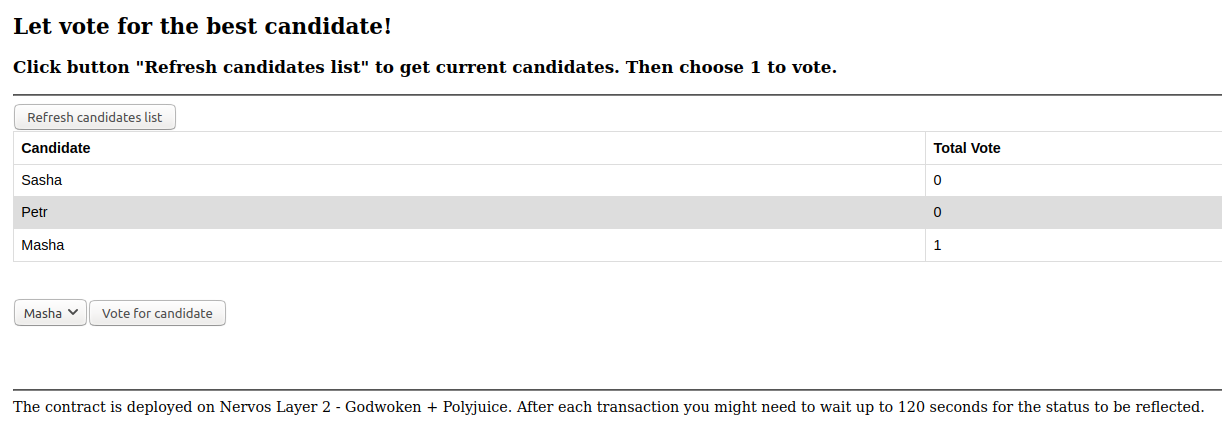 Let vote for the best candidate!
Click button "Refresh candidates list" to get current candidates. Then choose 1 to vote.
Refresh candidates list
Candidate Total Vote
Sasha 0
Petr 0
Masha 1
Masha Vote for candidate
The contract is deployed on Nervos Layer 2 - Godwoken + Polyjuice. After each transaction you might need to wait up to 120 seconds for the status to be reflected.